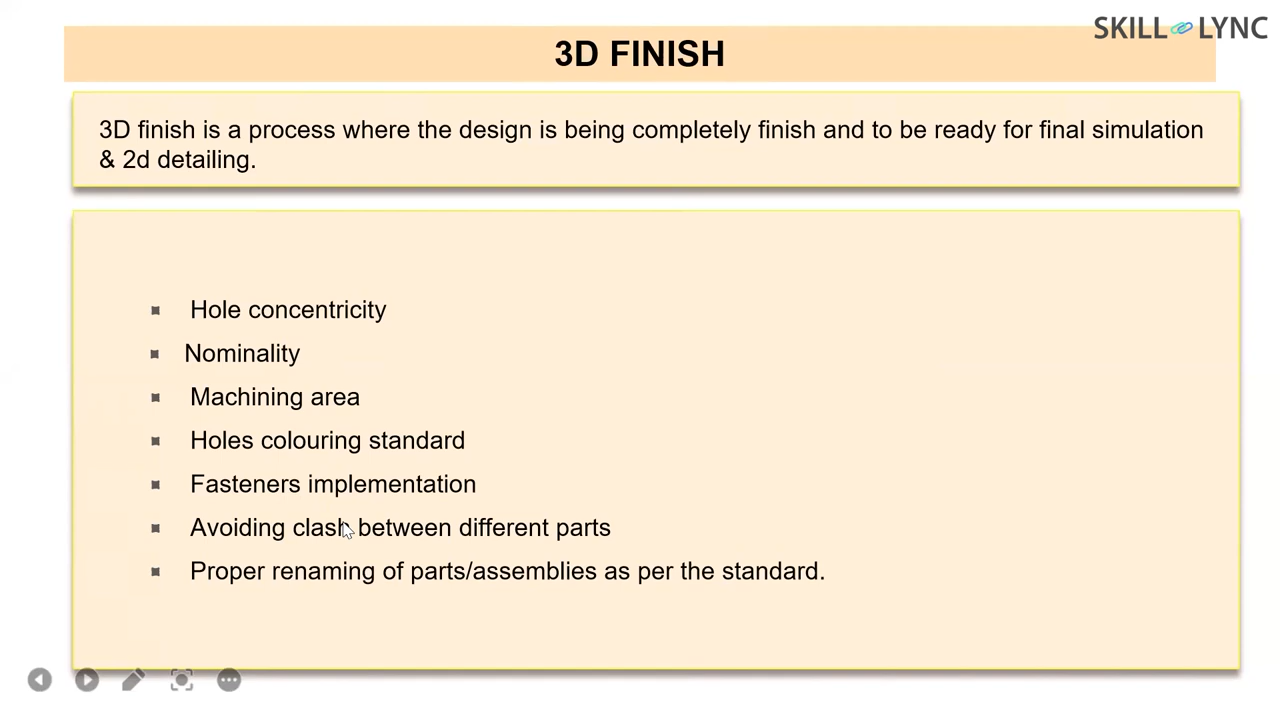 SKILL LYNC
3D FINISH
3D finish is a process where the design is being completely finish and to be ready for final simulation
& 2d detailing.
Hole concentricity
Nominality
Machining area
Holes colouring standard
Fasteners implementation
Avoiding clash between different parts
Proper renaming of parts/assemblies as per the standard.